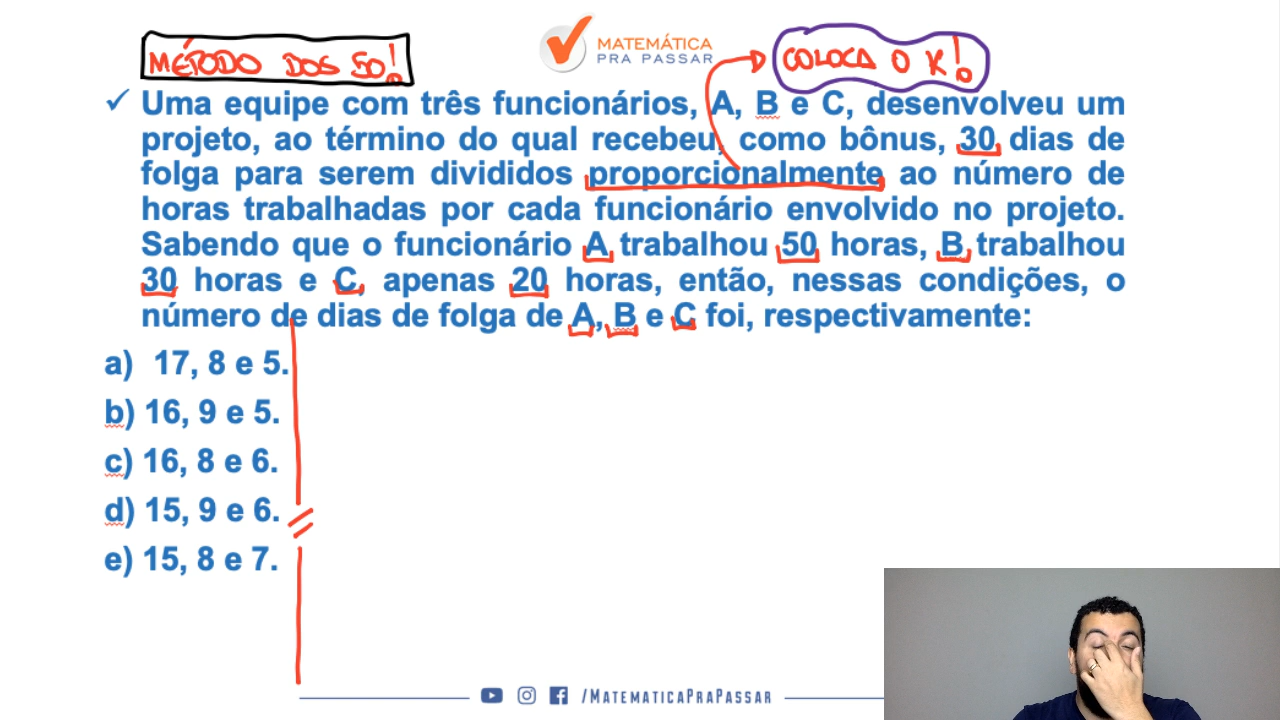 MÉTODO DOS 50!
MATEMÁTICA
PRA PASSAR
COLOCA O K!
Uma equipe com três funcionários, A, B e C, desenvolveu um
projeto, ao término do qual recebeu, como bônus, 30 dias de
folga para serem divididos proporcionalmente ao número de
horas trabalhadas por cada funcionário envolvido no projeto.
Sabendo que o funcionário A trabalhou 50 horas, B trabalhou
30 horas e C, apenas 20 horas, então, nessas condições, o
número de dias de folga de A, B e C foi, respectivamente:
a) 17, 8 e 5.
b) 16, 9 e 5.
c) 16, 8 e 6.
d) 15, 9 e 6.
e) 15, 8 e 7.
/MATEMATICAPRAPASSAR